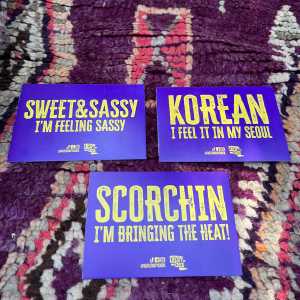 SWEET&SASSY
I'M FEELING SASSY
KOREAN
I FEEL IT IN MY SEOUL
SCORCHIN
I'M BRINGING THE HEAT!